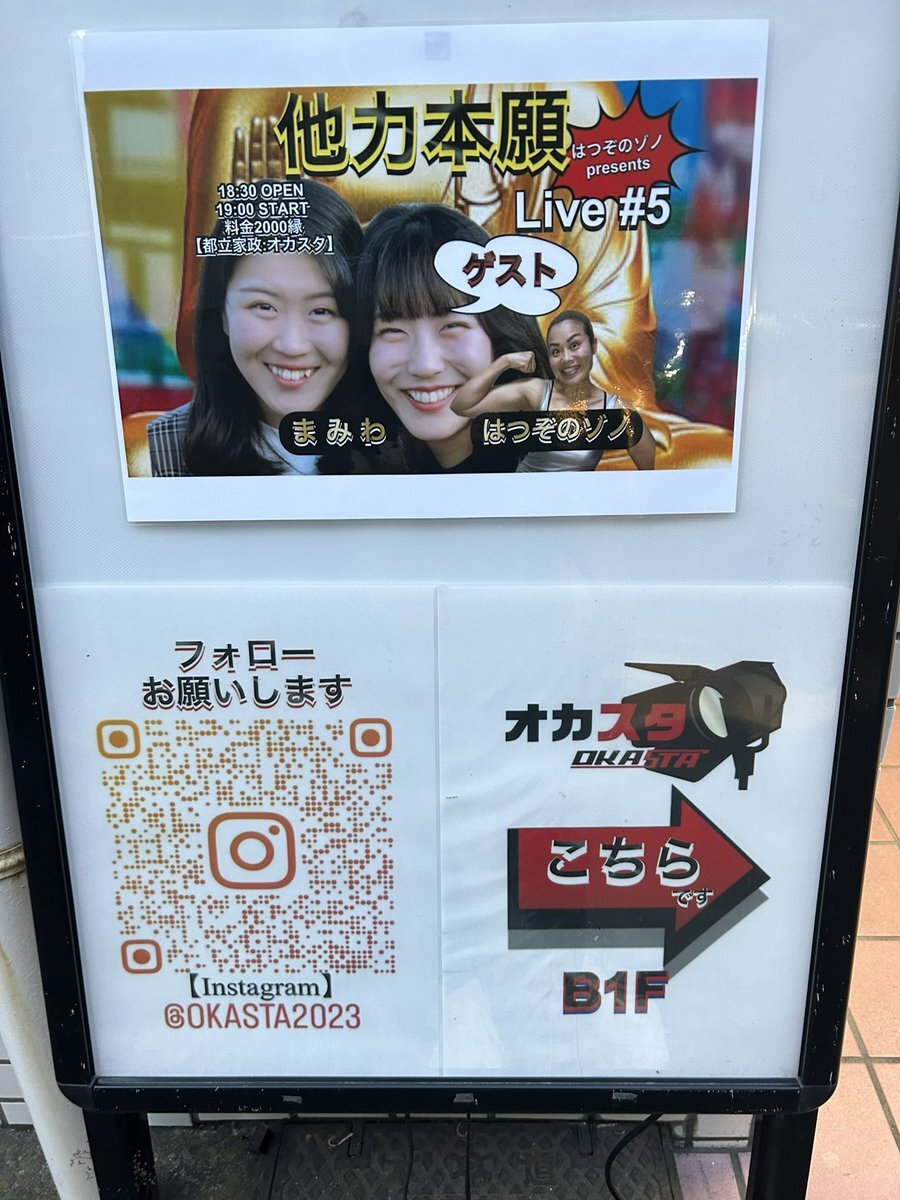 他力本願
はつぞのゾノ
presents
Live #5
18:30 OPEN
19:00 START
料金2000縁
【都立家政:オカスタ】
ゲスト
まみわ
はつぞのゾノ
フォロー
お願いします
【Instagram】
@OKASTA2023
オカスタ
OKASTA
こちら
です
B1F